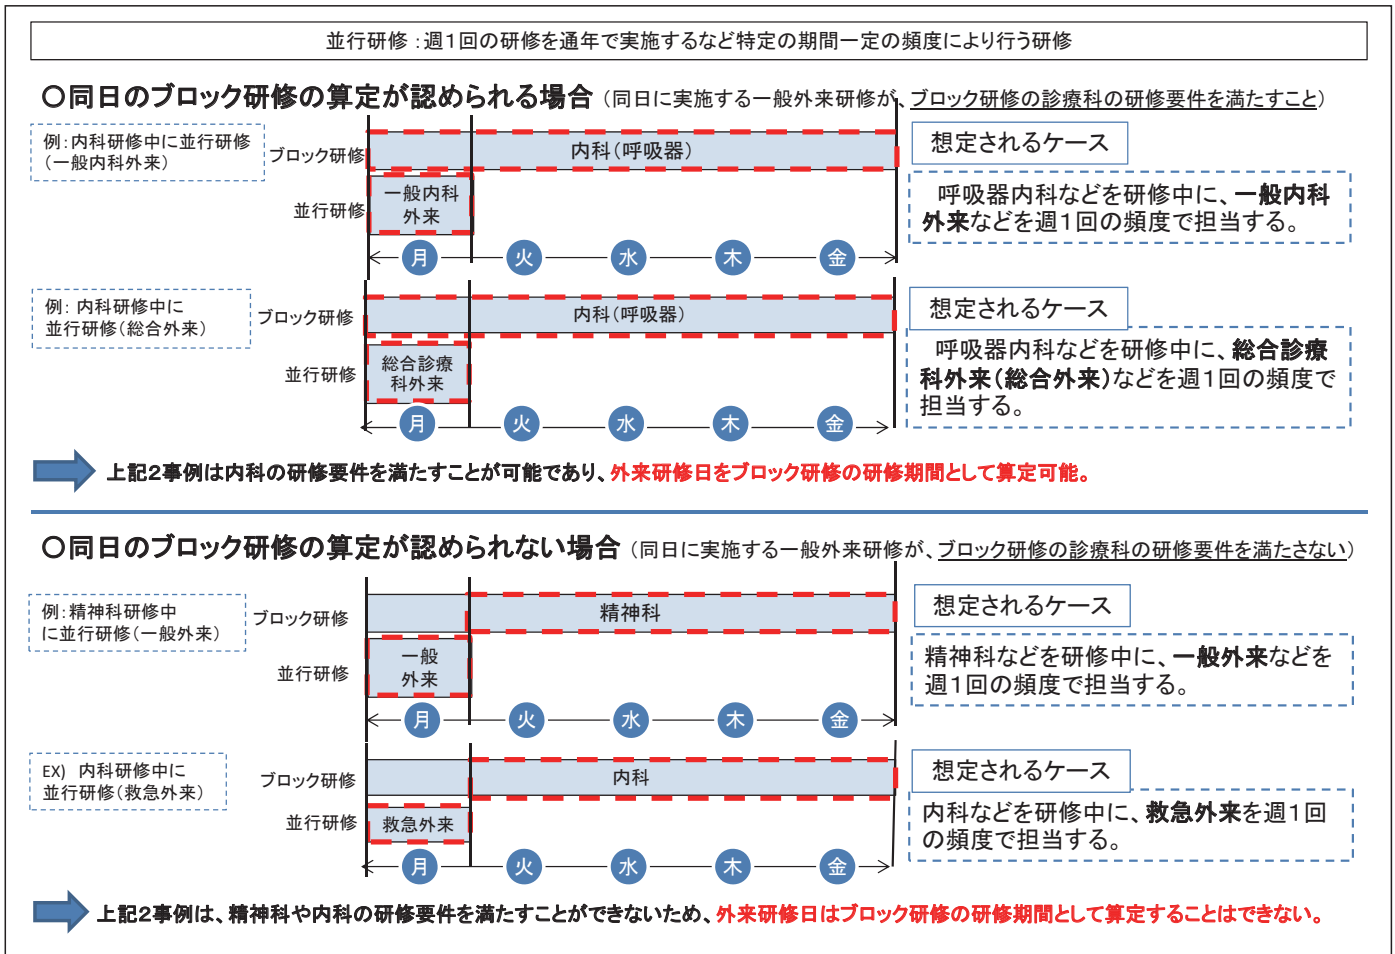 並行研修：週１回の研修を通年で実施するなど特定の期間一定の頻度により行う研修
○同日のブロック研修の算定が認められる場合（同日に実施する一般外来研修が、ブロック研修の診療科の研修要件を満たすこと）
例：内科研修中に並行研修
（一般内科外来）
ブロック研修
内科（呼吸器）
並行研修
一般内科
外来
月 火 水 木 金
想定されるケース
呼吸器内科などを研修中に、一般内科
外来などを週１回の頻度で担当する。
例：内科研修中に
並行研修（総合外来）
ブロック研修
内科（呼吸器）
並行研修
総合診療
科外来
月 火 水 木 金
想定されるケース
呼吸器内科などを研修中に、総合診療
科外来（総合外来）などを週１回の頻度で
担当する。
上記２事例は内科の研修要件を満たすことが可能であり、外来研修日をブロック研修の研修期間として算定可能。
○同日のブロック研修の算定が認められない場合（同日に実施する一般外来研修が、ブロック研修の診療科の研修要件を満たさない）
例：精神科研修中
に並行研修（一般外来）
ブロック研修
精神科
並行研修
一般
外来
月 火 水 木 金
想定されるケース
精神科などを研修中に、一般外来などを
週１回の頻度で担当する。
EX) 内科研修中に
並行研修（救急外来）
ブロック研修
内科
並行研修
救急外来
月 火 水 木 金
想定されるケース
内科などを研修中に、救急外来を週１回
の頻度で担当する。
上記２事例は、精神科や内科の研修要件を満たすことができないため、外来研修日はブロック研修の研修期間として算定することはできない。